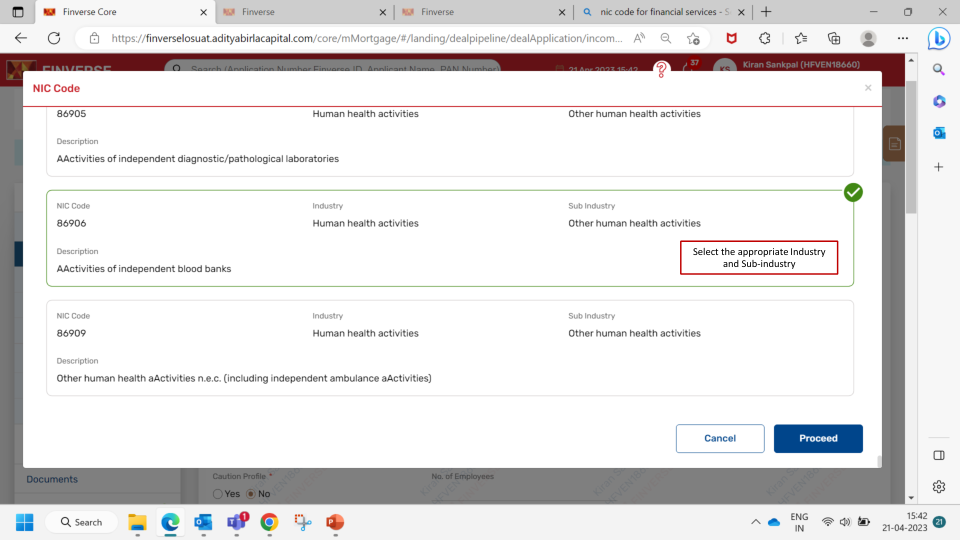 Finverse Core
Finverse
Finverse
nic code for financial services - S
https://finverselosuat.adityabirlacapital.com/core/mMortgage/#/landing/dealpipeline/dealApplication/incom...
FINVERSE
Search (Application Number Finverse ID, Applicant Name, PAN Number)
21 Apr 2023 15:42
?
37
KS
Kiran Sankpal (HFVEN18660)
NIC Code
86905
Human health activities
Other human health activities
Description
AActivities of independent diagnostic/pathological laboratories
NIC Code
Industry
Sub Industry
86906
Human health activities
Other human health activities
Description
AActivities of independent blood banks
Select the appropriate Industry
and Sub-industry
NIC Code
Industry
Sub Industry
86909
Human health activities
Other human health activities
Description
Other human health aActivities n.e.c. (including independent ambulance aActivities)
Cancel
Proceed
Documents
Caution Profile *
No. of Employees
Yes
No
Search
ENG
IN
15:42
21-04-2023
21